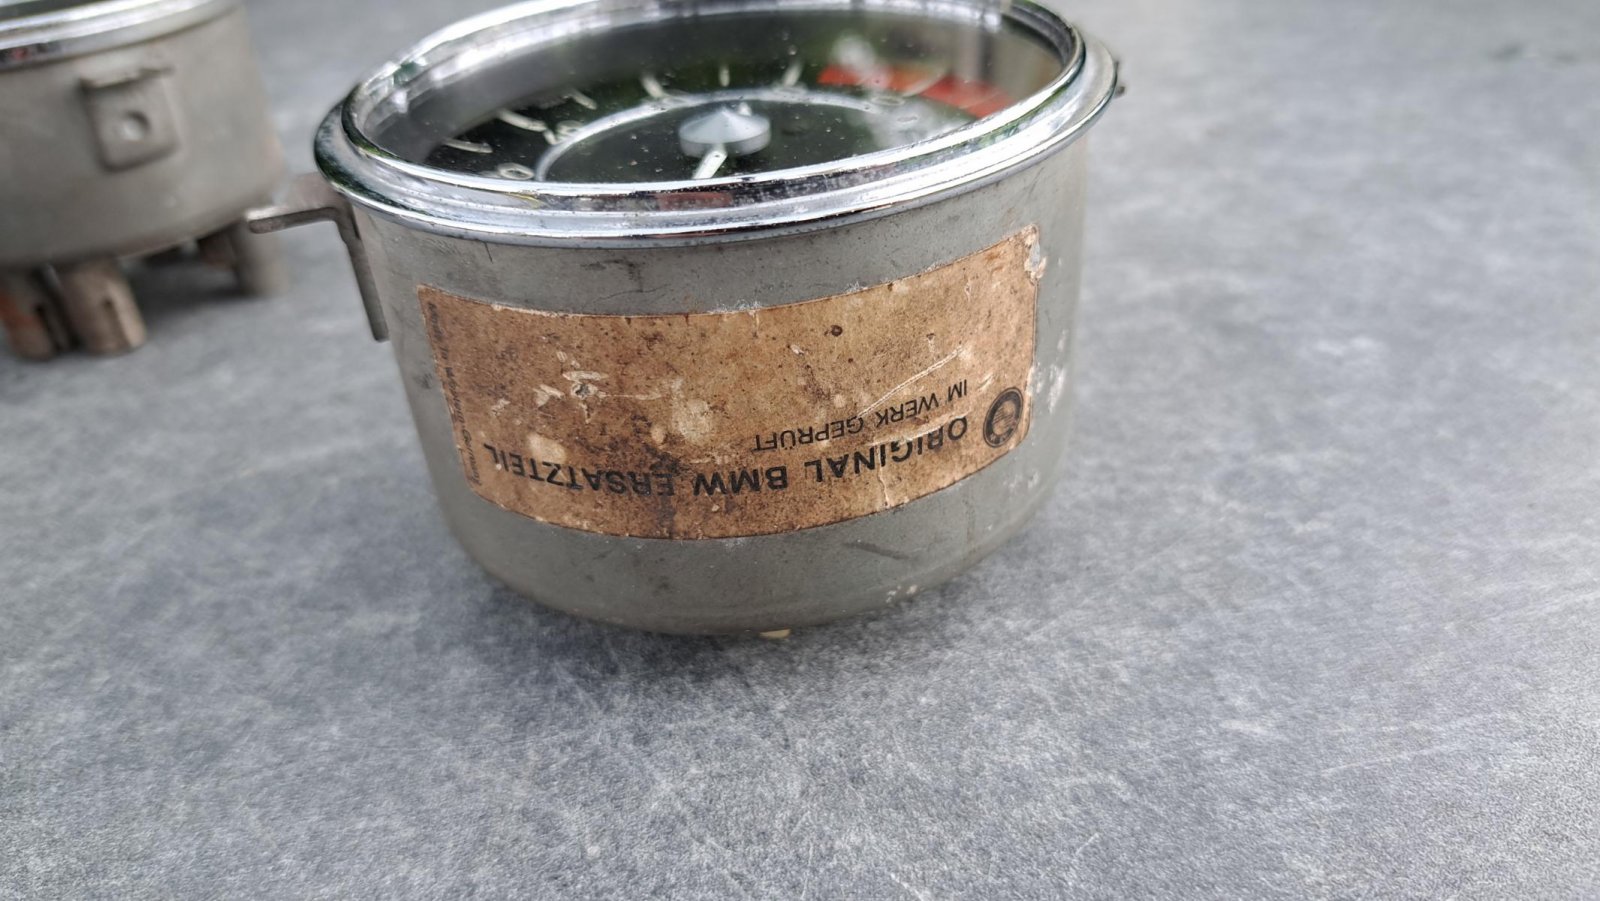 ORIGINAL BMW ERSATZTEIL
IM WERK GEPRÜFT